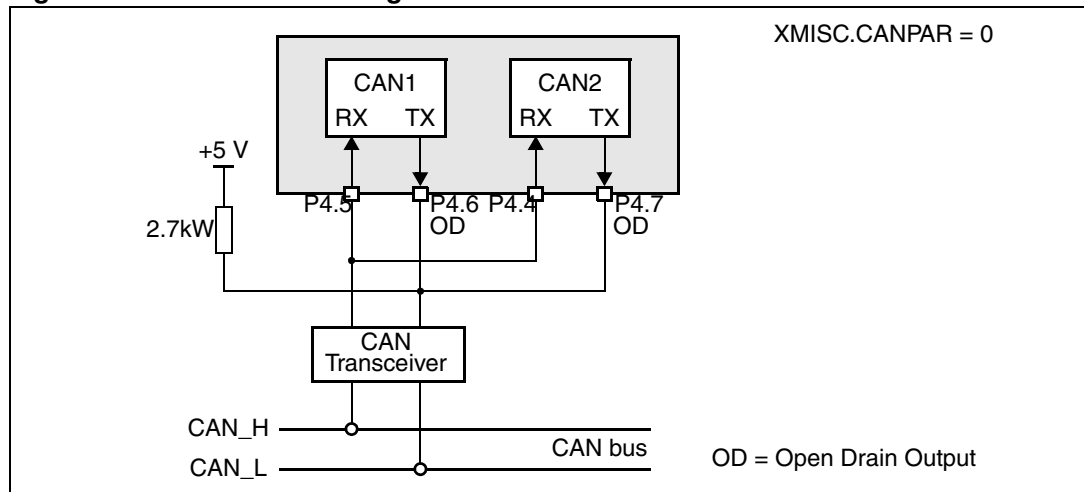 XMISC.CANPAR = 0
CAN1
CAN2
RX TX
RX TX
+5 V
P4.5
P4.6
P4.4
P4.7
OD
OD
2.7kW
CAN
Transceiver
CAN_H
CAN bus
CAN_L
OD = Open Drain Output